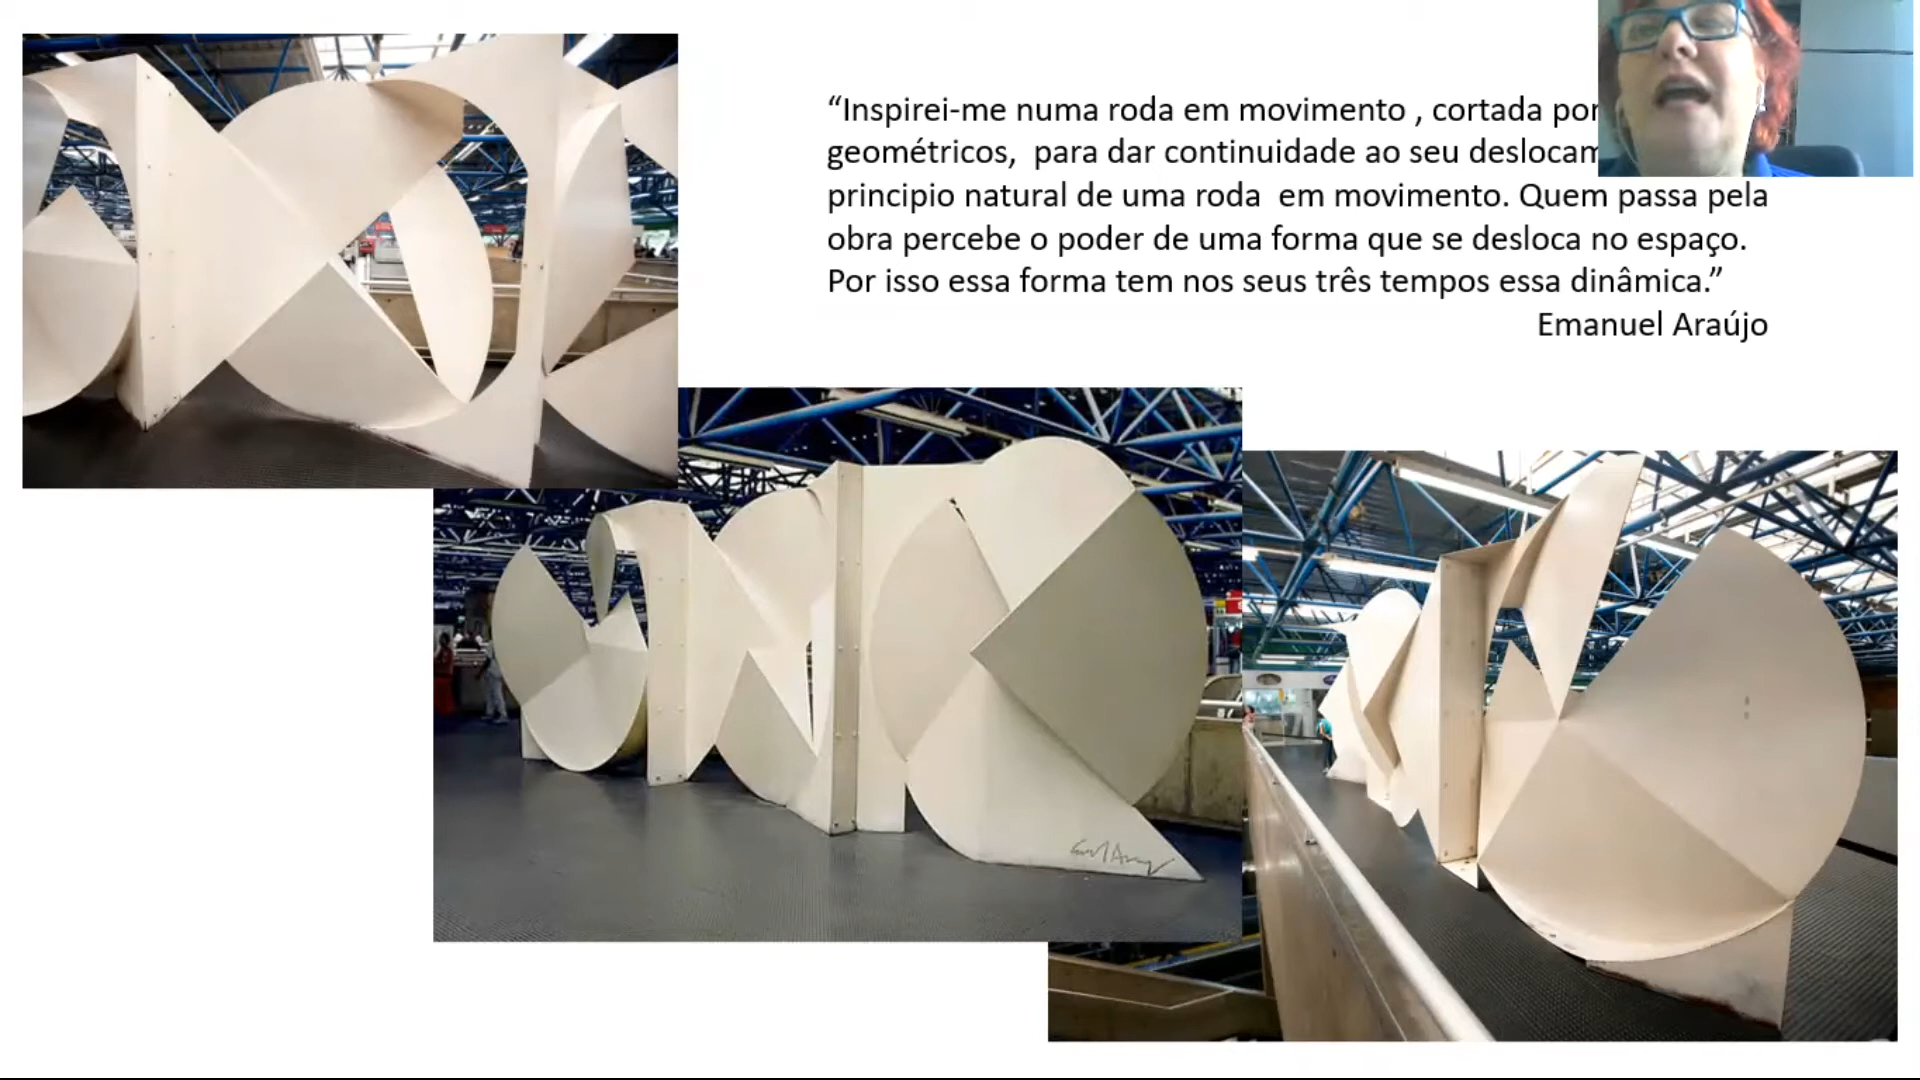 “Inspirei-me numa roda em movimento , cortada por
geométricos, para dar continuidade ao seu
principio natural de uma roda em movimento. Quem passa pela
obra percebe o poder de uma forma que se desloca no espaço.
Por isso essa forma tem nos seus três tempos essa dinâmica.”
Emanuel Araújo